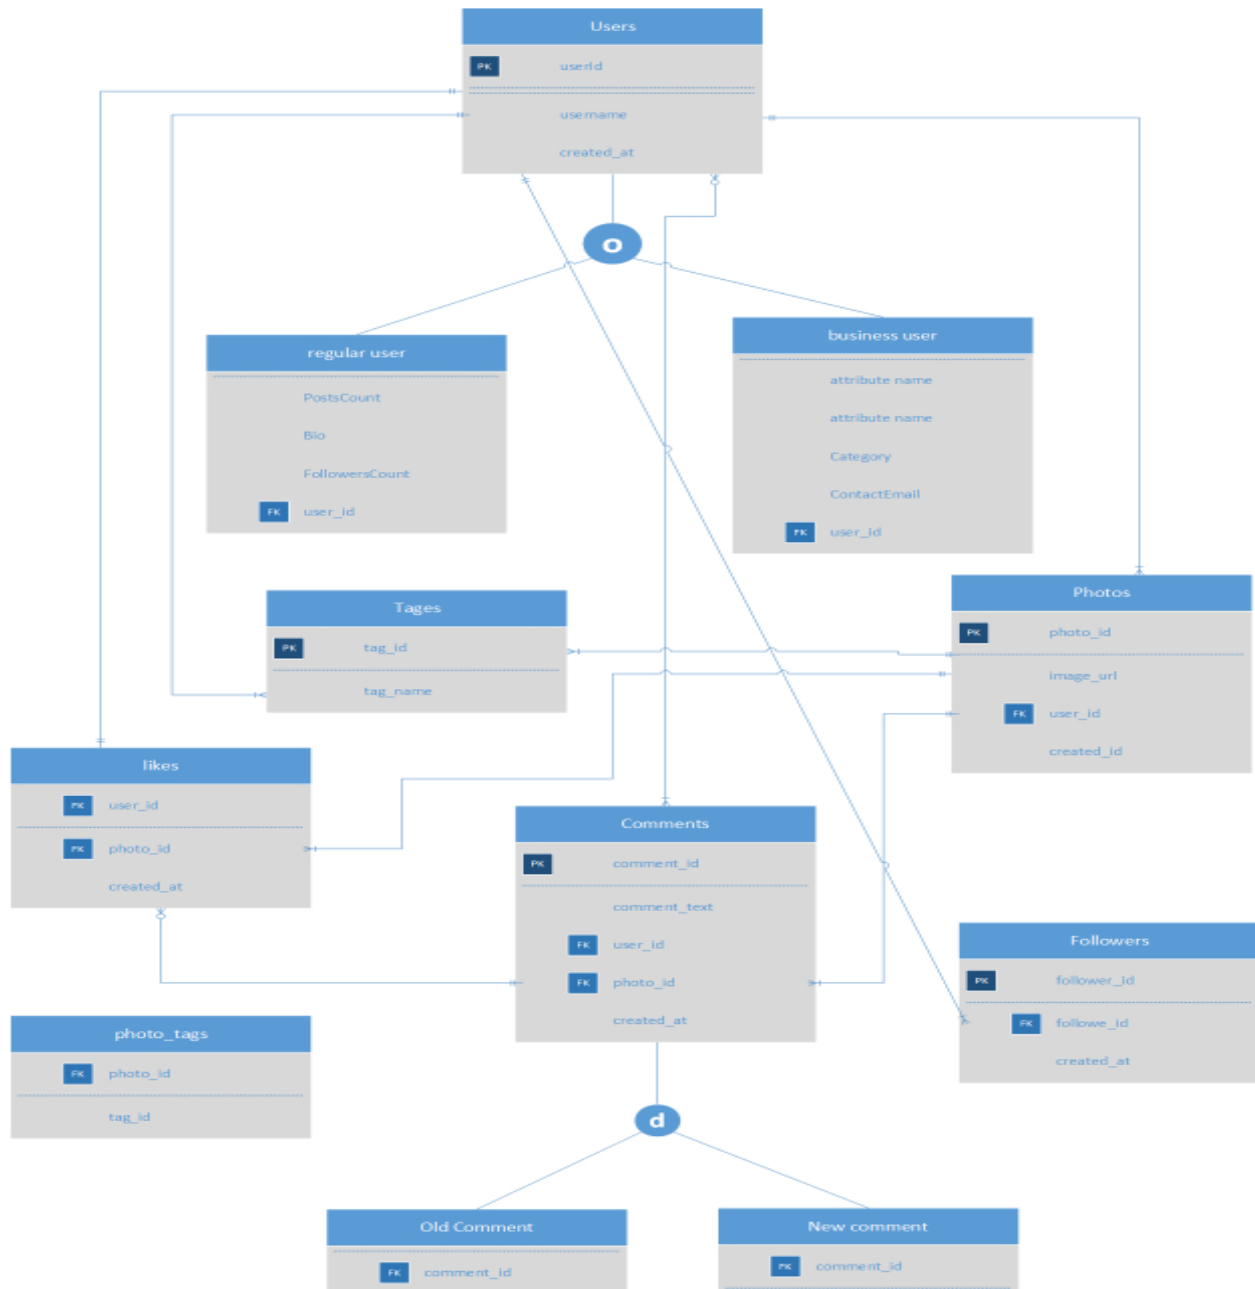 Users
PK userId
username
created_at
o
regular user
PostsCount
Bio
FollowersCount
FK user_id
business user
attribute name
attribute name
Category
ContactEmail
FK user_id
Tages
PK tag_id
tag_name
Photos
PK photo_id
image_url
FK user_id
created_id
likes
FK user_id
FK photo_id
created_at
Comments
PK comment_id
comment_text
FK user_id
FK photo_id
created_at
Followers
PK follower_id
FK followe_id
created_at
photo_tags
FK photo_id
tag_id
d
Old Comment
FK comment_id
New comment
FK comment_id